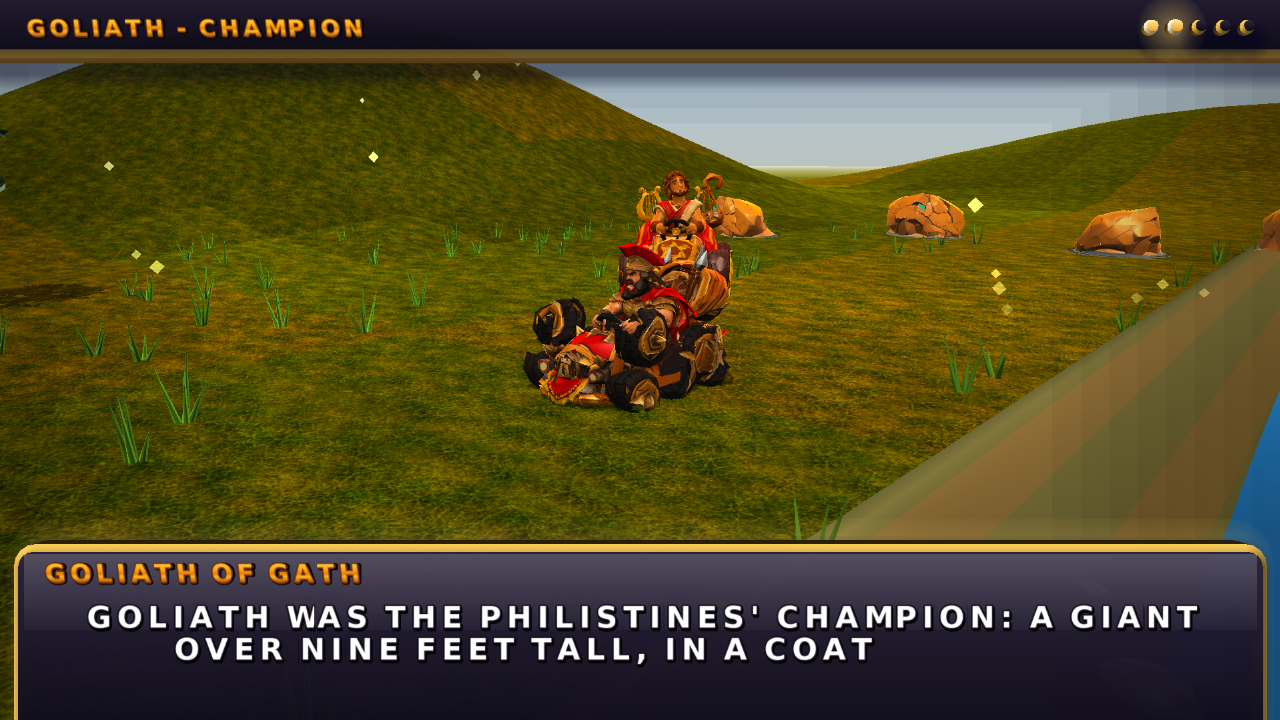 GOLIATH - CHAMPION
GOLIATH OF GATH
GOLIATH WAS THE PHILISTINES' CHAMPION: A GIANT
OVER NINE FEET TALL, IN A COAT